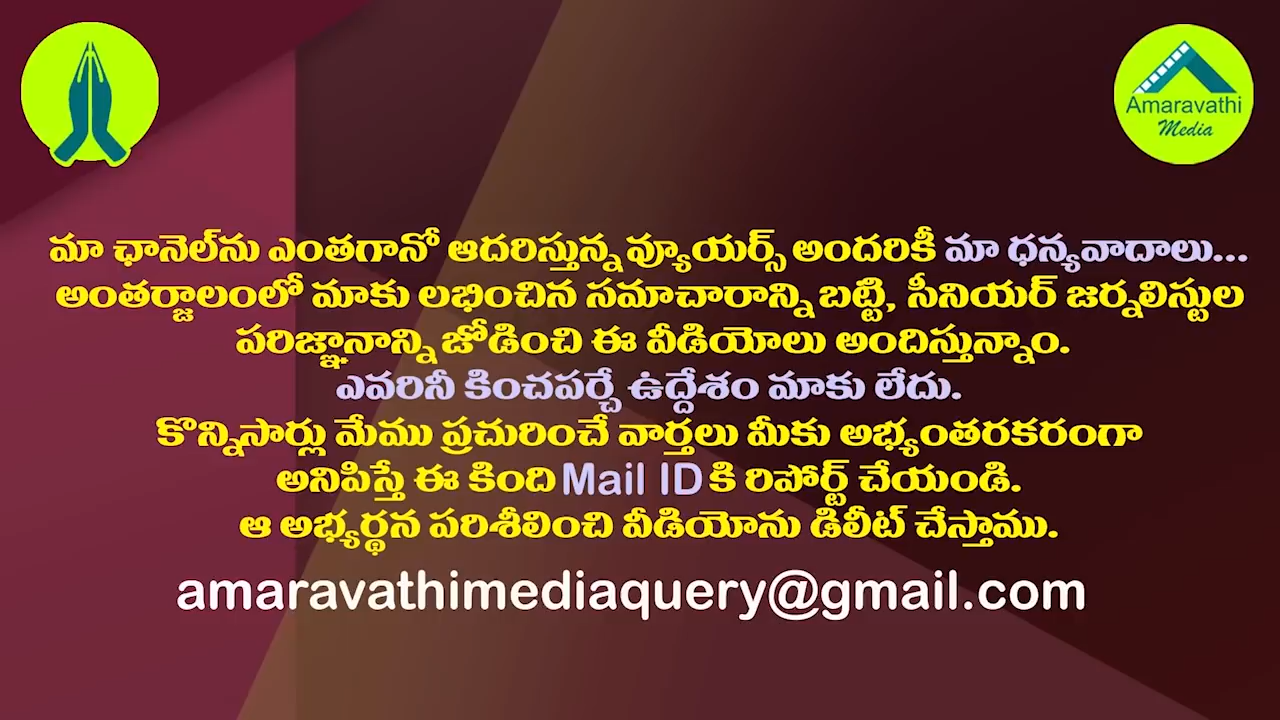 Amaravathi
Media
మా ఛానెల్‌ను ఎంతగానో ఆదరిస్తున్న వ్యూయర్స్ అందరికీ మా ధన్యవాదాలు...
అంతర్జాలంలో మాకు లభించిన సమాచారాన్ని బట్టి, సీనియర్ జర్నలిస్టుల
పరిజ్ఞానాన్ని జోడించి ఈ వీడియోలు అందిస్తున్నాం.
ఎవరినీ కించపర్చే ఉద్దేశం మాకు లేదు.
కొన్నిసార్లు మేము ప్రచురించే వార్తలు మీకు అభ్యంతరకరంగా
అనిపిస్తే ఈ కింది Mail ID కి రిపోర్ట్ చేయండి.
ఆ అభ్యర్థన పరిశీలించి వీడియోను డిలీట్ చేస్తాము.
amaravathimediaquery@gmail.com